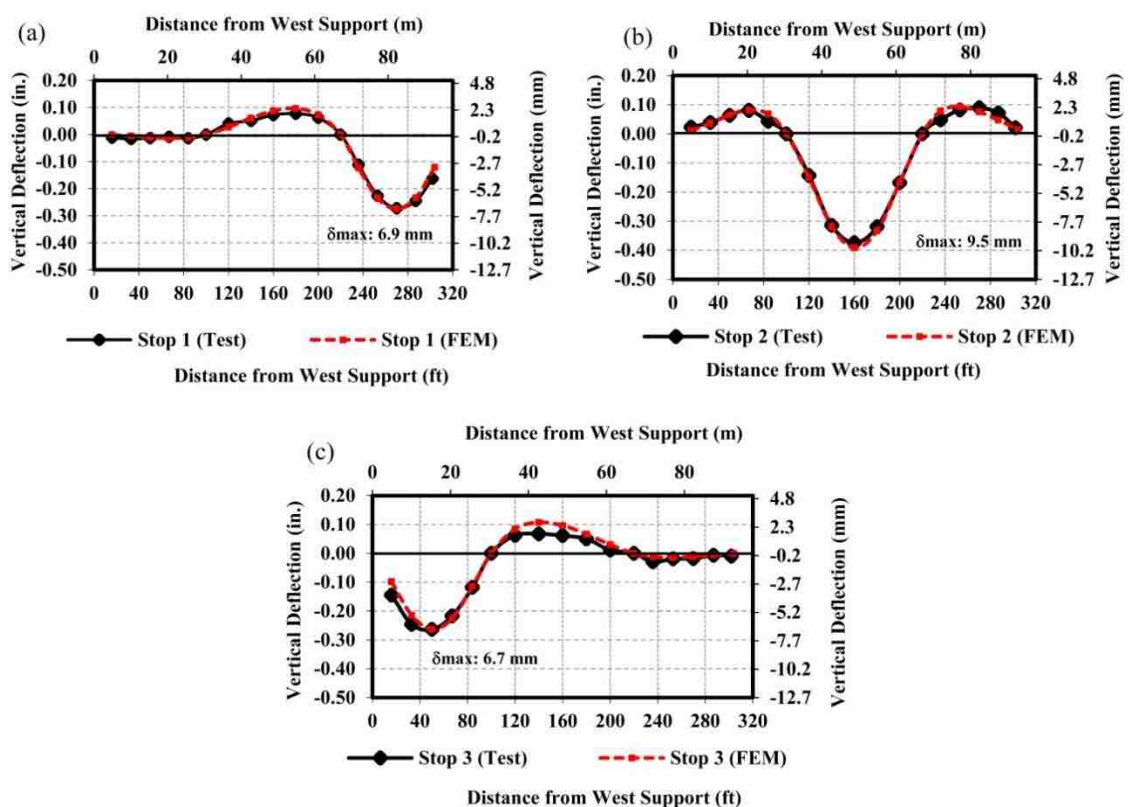 (a)
Distance from West Support (m)
0 20 40 60 80
Vertical Deflection (in.)
0.20
0.10
0.00
-0.10
-0.20
-0.30
-0.40
-0.50
4.8
2.3
-0.2
-2.7
-5.2
-7.7
-10.2
-12.7
Vertical Deflection (mm)
δmax: 6.9 mm
0 40 80 120 160 200 240 280 320
Stop 1 (Test) Stop 1 (FEM)
Distance from West Support (ft)
(b)
Distance from West Support (m)
0 20 40 60 80
Vertical Deflection (in.)
0.20
0.10
0.00
-0.10
-0.20
-0.30
-0.40
-0.50
4.8
2.3
-0.2
-2.7
-5.2
-7.7
-10.2
-12.7
Vertical Deflection (mm)
δmax: 9.5 mm
0 40 80 120 160 200 240 280 320
Stop 2 (Test) Stop 2 (FEM)
Distance from West Support (ft)
(c)
Distance from West Support (m)
0 20 40 60 80
Vertical Deflection (in.)
0.20
0.10
0.00
-0.10
-0.20
-0.30
-0.40
-0.50
4.8
2.3
-0.2
-2.7
-5.2
-7.7
-10.2
-12.7
Vertical Deflection (mm)
δmax: 6.7 mm
0 40 80 120 160 200 240 280 320
Stop 3 (Test) Stop 3 (FEM)
Distance from West Support (ft)